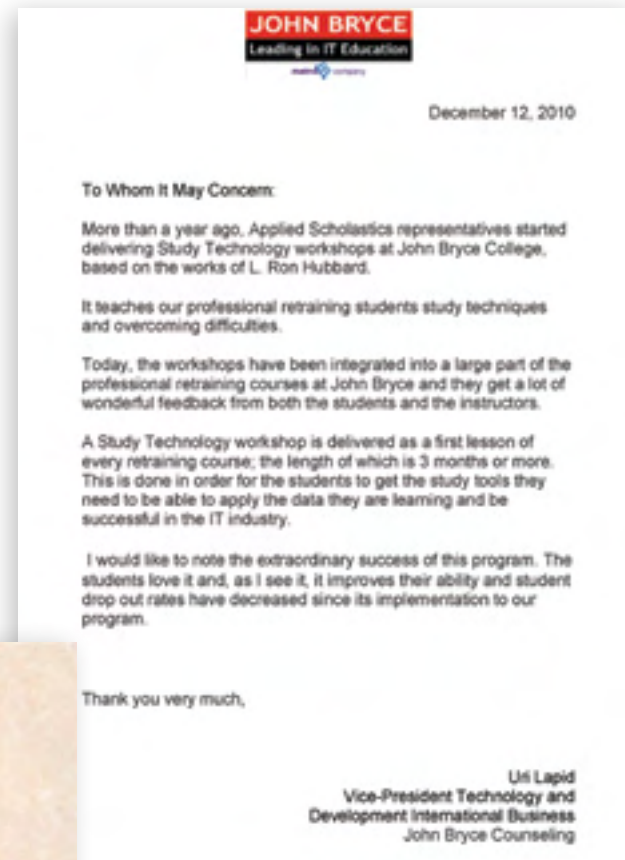 JOHN BRYCE
Leading in IT Education
matrix company
December 12, 2010
To Whom It May Concern:
More than a year ago, Applied Scholastics representatives started
delivering Study Technology workshops at John Bryce College,
based on the works of L. Ron Hubbard.
It teaches our professional retraining students study techniques
and overcoming difficulties.
Today, the workshops have been integrated into a large part of the
professional retraining courses at John Bryce and they get a lot of
wonderful feedback from both the students and the instructors.
A Study Technology workshop is delivered as a first lesson of
every retraining course; the length of which is 3 months or more.
This is done in order for the students to get the study tools they
need to be able to apply the data they are learning and be
successful in the IT industry.
I would like to note the extraordinary success of this program. The
students love it and, as I see it, it improves their ability and student
drop out rates have decreased since its implementation to our
program.
Thank you very much,
Uri Lapid
Vice-President Technology and
Development International Business
John Bryce Counseling